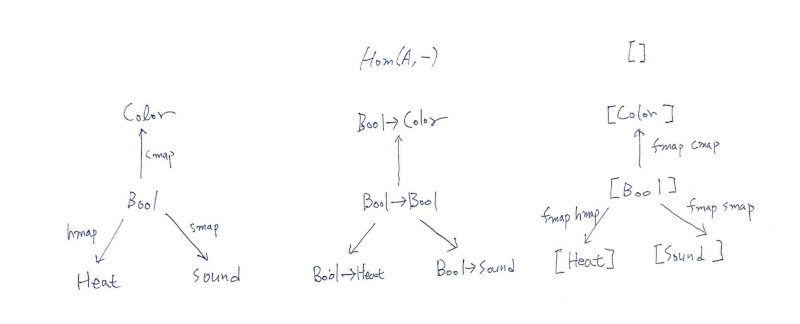 Hom(A,-)
[]
Color
cmap
Bool
hmap
smap
Heat
Sound
Bool→Color
Bool→Bool
Bool→Heat
Bool→Sound
[Color]
fmap cmap
[Bool]
fmap hmap
fmap smap
[Heat]
[Sound]